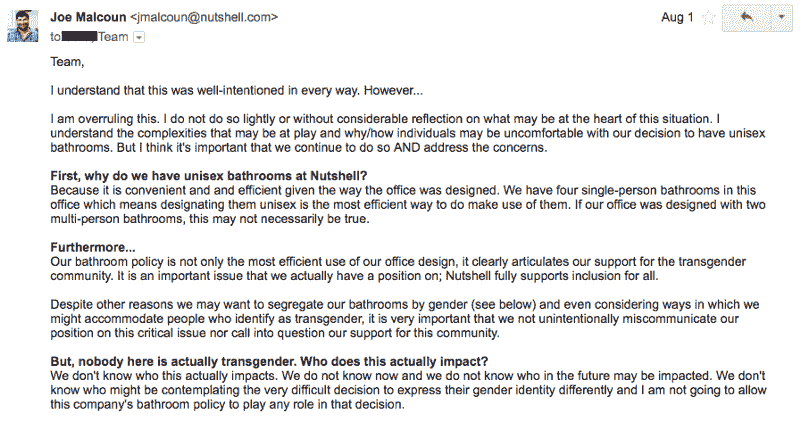 Joe Malcoun <jmalcoun@nutshell.com>
Aug 1
to Team
Team,
I understand that this was well-intentioned in every way. However...
I am overruling this. I do not do so lightly or without considerable reflection on what may be at the heart of this situation. I
understand the complexities that may be at play and why/how individuals may be uncomfortable with our decision to have unisex
bathrooms. But I think it's important that we continue to do so AND address the concerns.
First, why do we have unisex bathrooms at Nutshell?
Because it is convenient and and efficient given the way the office was designed. We have four single-person bathrooms in this
office which means designating them unisex is the most efficient way to do make use of them. If our office was designed with two
multi-person bathrooms, this may not necessarily be true.
Furthermore...
Our bathroom policy is not only the most efficient use of our office design, it clearly articulates our support for the transgender
community. It is an important issue that we actually have a position on; Nutshell fully supports inclusion for all.
Despite other reasons we may want to segregate our bathrooms by gender (see below) and even considering ways in which we
might accommodate people who identify as transgender, it is very important that we not unintentionally miscommunicate our
position on this critical issue nor call into question our support for this community.
But, nobody here is actually transgender. Who does this actually impact?
We don't know who this actually impacts. We do not know now and we do not know who in the future may be impacted. We don't
know who might be contemplating the very difficult decision to express their gender identity differently and I am not going to allow
this company's bathroom policy to play any role in that decision.